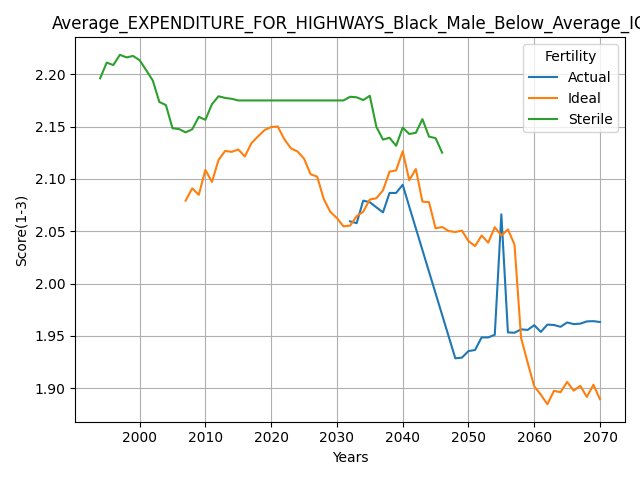 Average_EXPENDITURE_FOR_HIGHWAYS_Black_Male_Below_Average_IQ
Fertility
Actual
Ideal
Sterile
Score(1-3)
2.20
2.15
2.10
2.05
2.00
1.95
1.90
2000 2010 2020 2030 2040 2050 2060 2070
Years